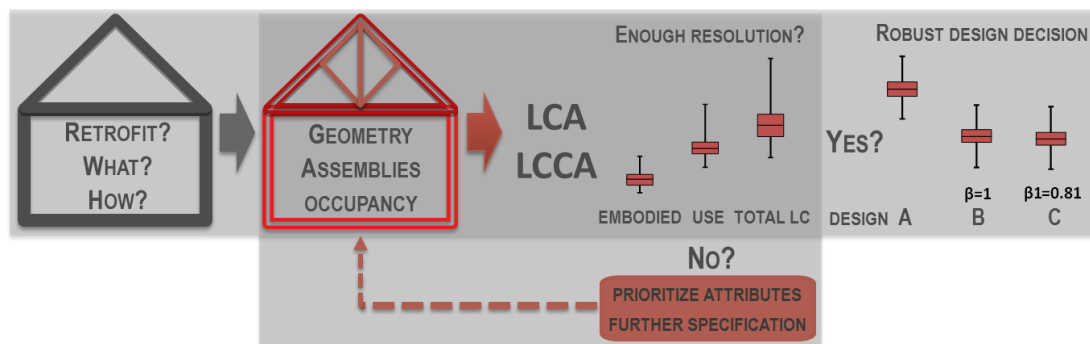 Retrofit?
What?
How?
Geometry
Assemblies
occupancy
LCA
LCCA
Enough resolution?
embodied use total LC
No?
prioritize attributes
further specification
Robust design decision
Yes?
β=1 β1=0.81
design A B C